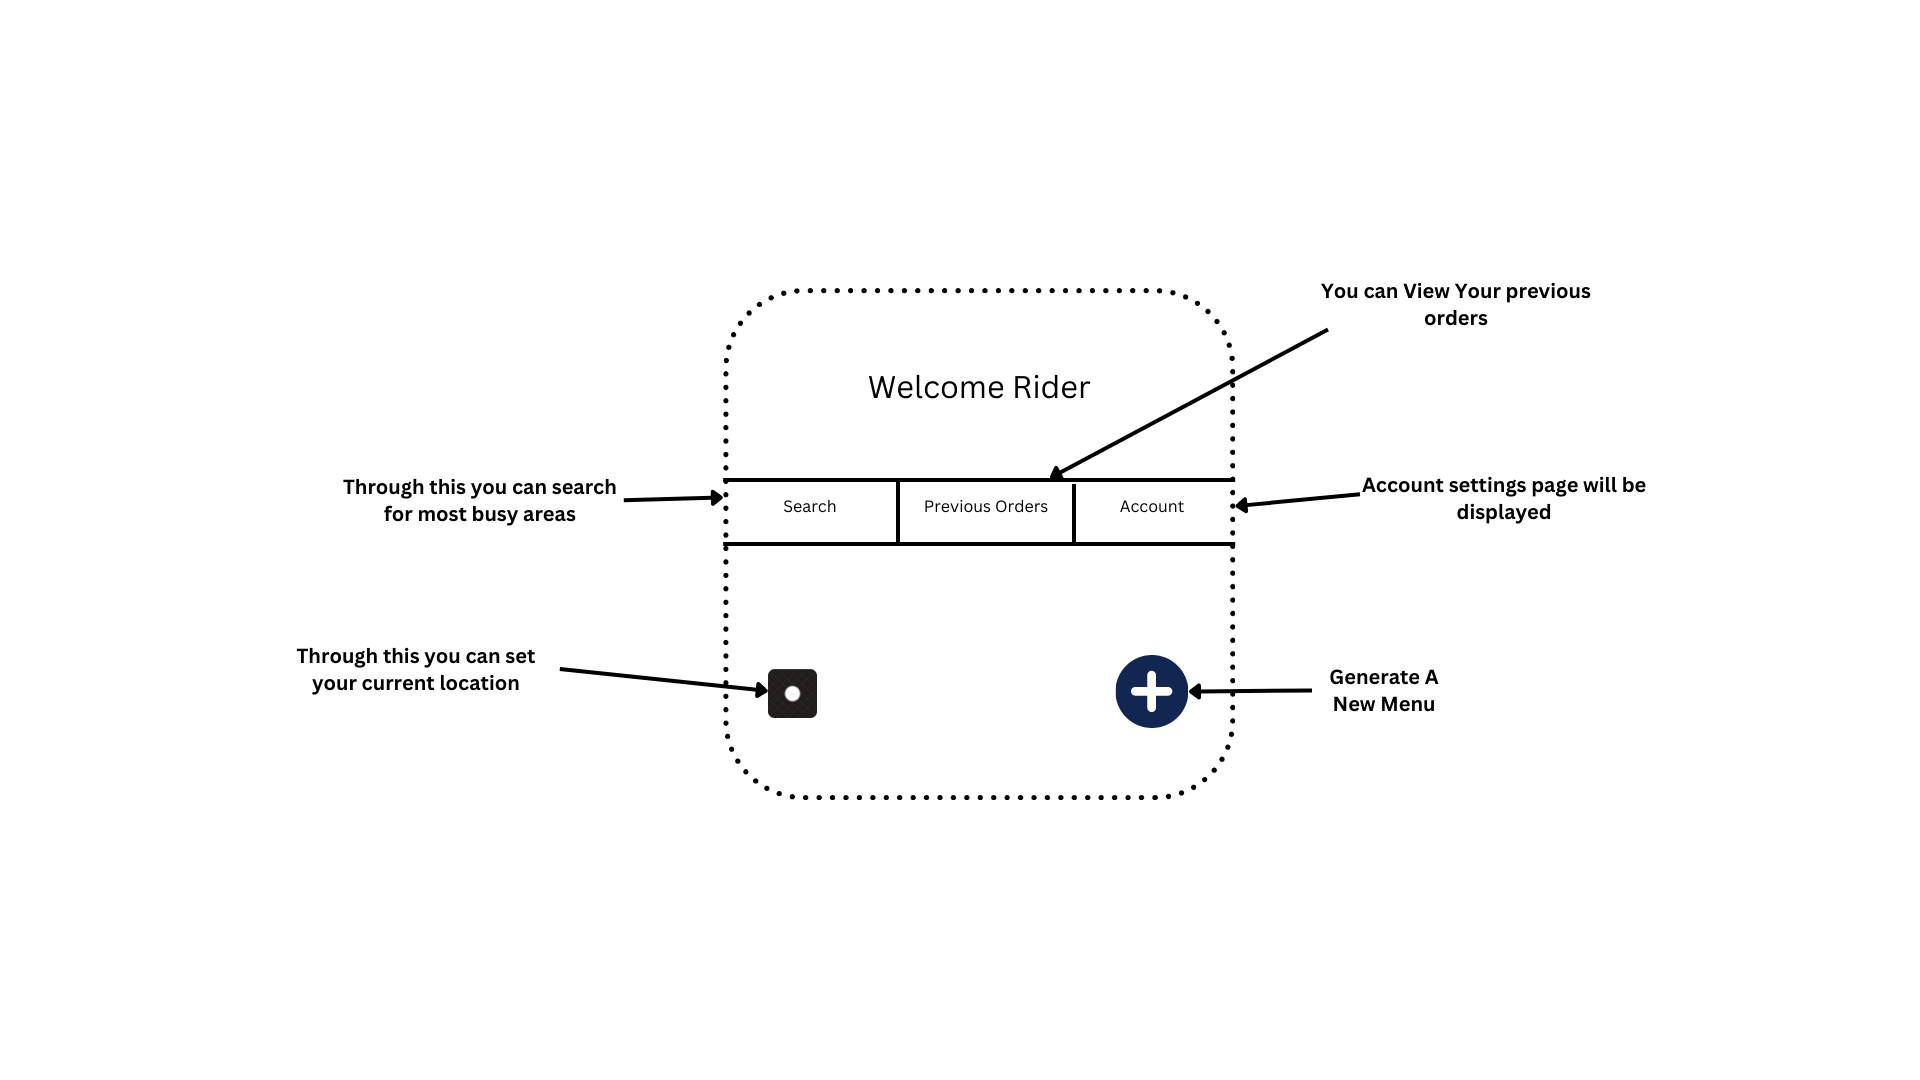 You can View Your previous
orders
Welcome Rider
Through this you can search
for most busy areas
Search
Previous Orders
Account
Account settings page will be
displayed
Through this you can set
your current location
Generate A
New Menu